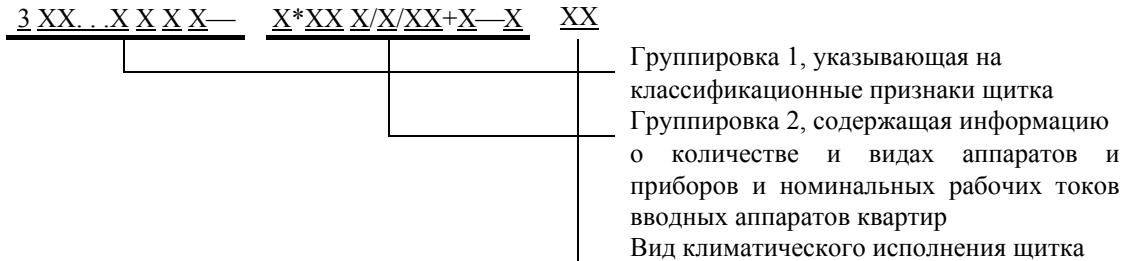 3 XX. . .X X X X— X*XX X/X/XX+X—X XX
Группировка 1, указывающая на
классификационные признаки щитка
Группировка 2, содержащая информацию
о количестве и видах аппаратов и
приборов и номинальных рабочих токов
вводных аппаратов квартир
Вид климатического исполнения щитка